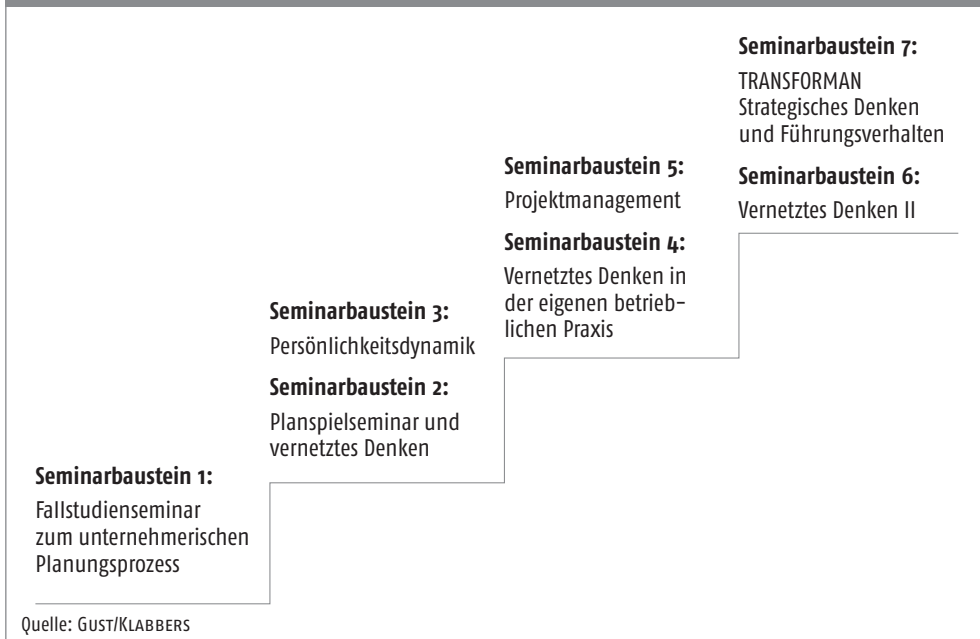 Seminarbaustein 7:
TRANSFORMAN
Strategisches Denken
und Führungsverhalten
Seminarbaustein 6:
Vernetztes Denken II
Seminarbaustein 5:
Projektmanagement
Seminarbaustein 4:
Vernetztes Denken in
der eigenen betrieb-
lichen Praxis
Seminarbaustein 3:
Persönlichkeitsdynamik
Seminarbaustein 2:
Planspielseminar und
vernetztes Denken
Seminarbaustein 1:
Fallstudienseminar
zum unternehmerischen
Planungsprozess
Quelle: GUST/KLABBERS